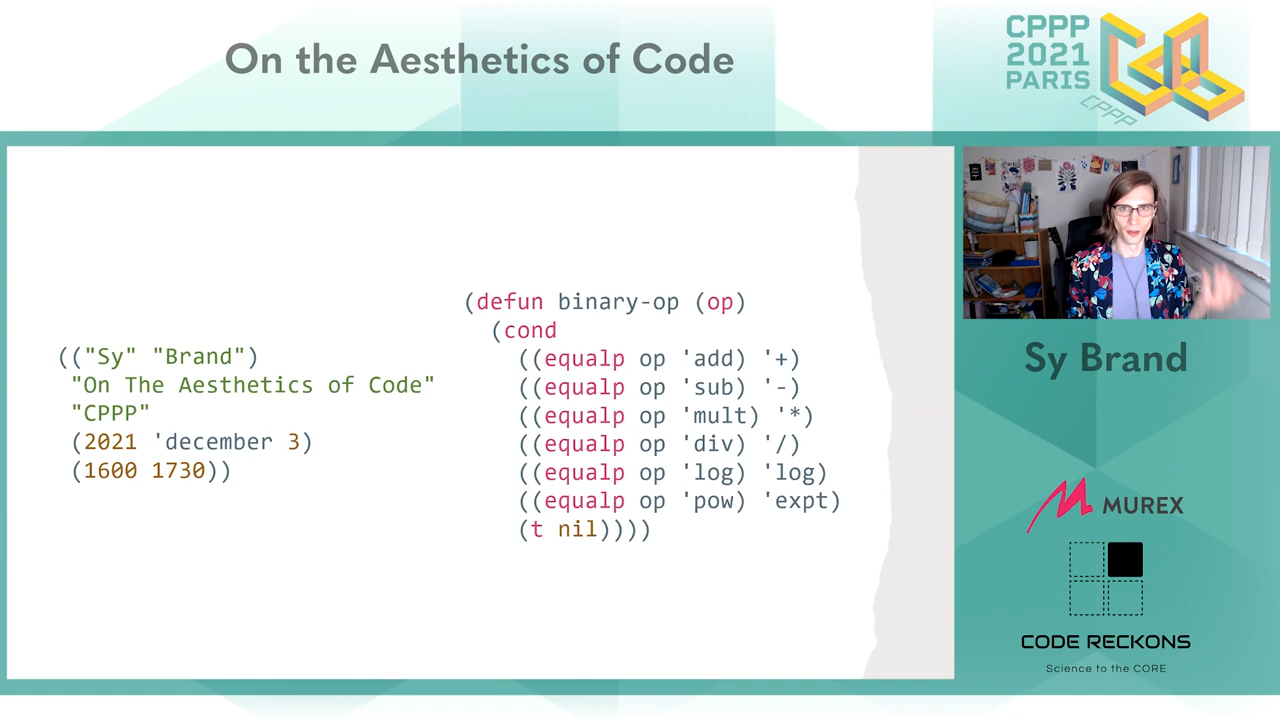 On the Aesthetics of Code
CPPP
2021
PARIS
CPPP
(("Sy" "Brand")
"On The Aesthetics of Code"
"CPPP"
(2021 'december 3)
(1600 1730))
(defun binary-op (op)
(cond
((equalp op 'add) '+)
((equalp op 'sub) '-)
((equalp op 'mult) '*)
((equalp op 'div) '/)
((equalp op 'log) 'log)
((equalp op 'pow) 'expt)
(t nil))))
Sy Brand
MUREX
CODE RECKONS
Science to the CORE